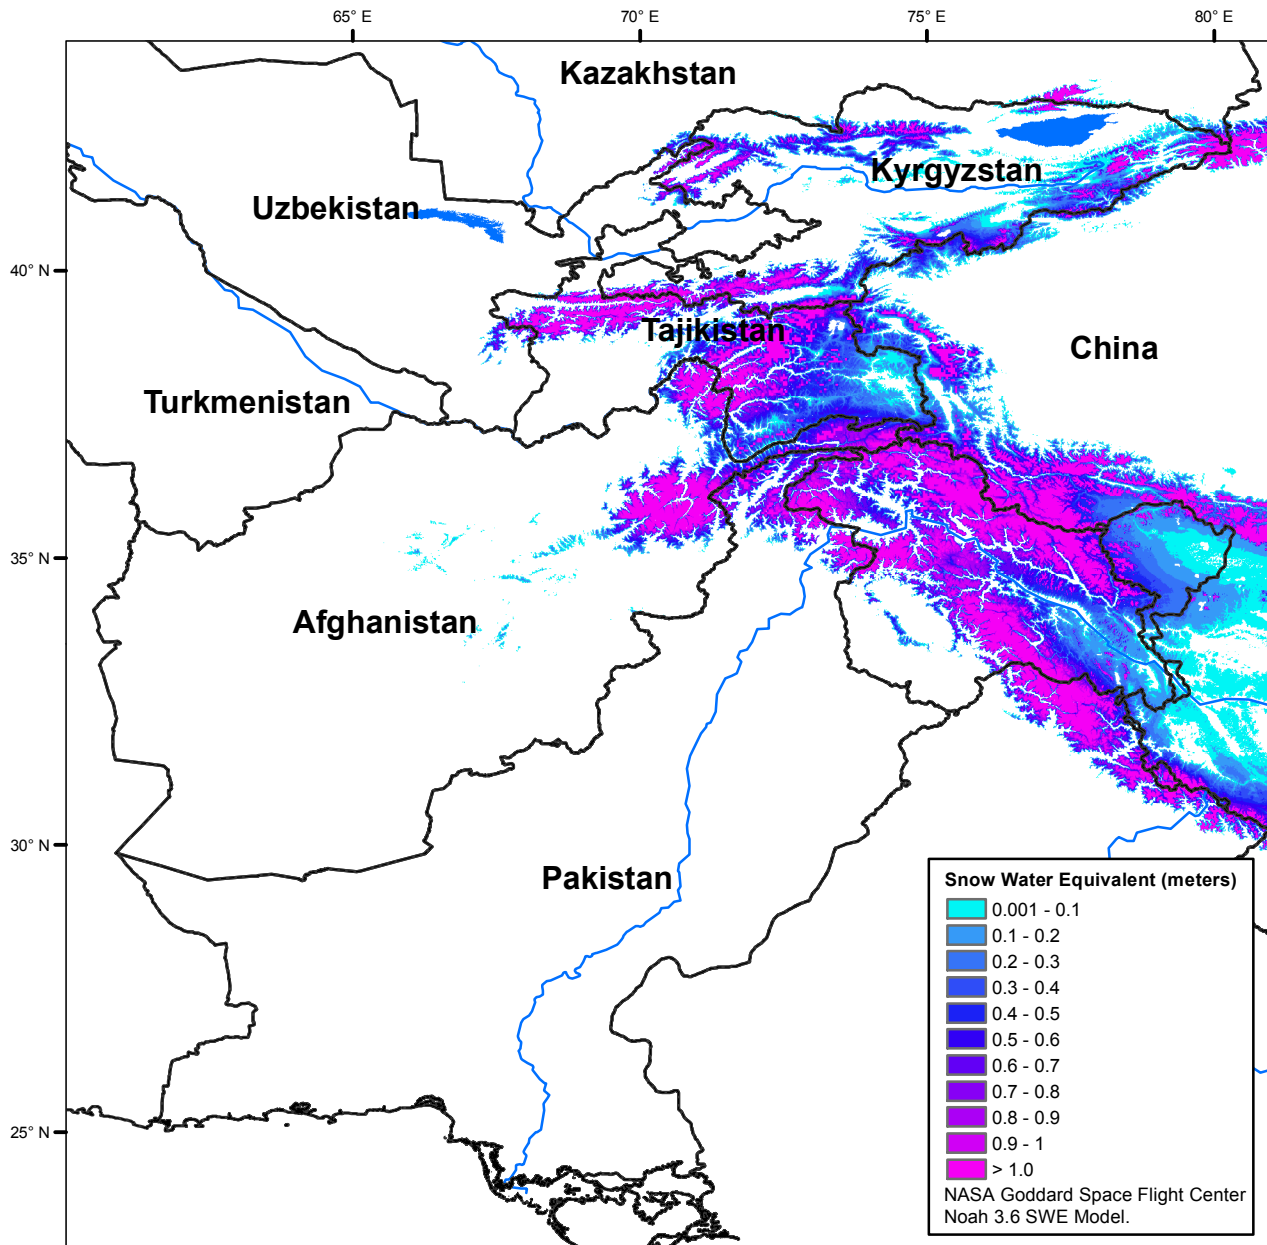 65° E
70° E
75° E
80° E
Kazakhstan
Kyrgyzstan
Uzbekistan
40° N
Tajikistan
China
Turkmenistan
35° N
Afghanistan
30° N
Pakistan
25° N
Snow Water Equivalent (meters)
0.001 - 0.1
0.1 - 0.2
0.2 - 0.3
0.3 - 0.4
0.4 - 0.5
0.5 - 0.6
0.6 - 0.7
0.7 - 0.8
0.8 - 0.9
0.9 - 1
> 1.0
NASA Goddard Space Flight Center
Noah 3.6 SWE Model.